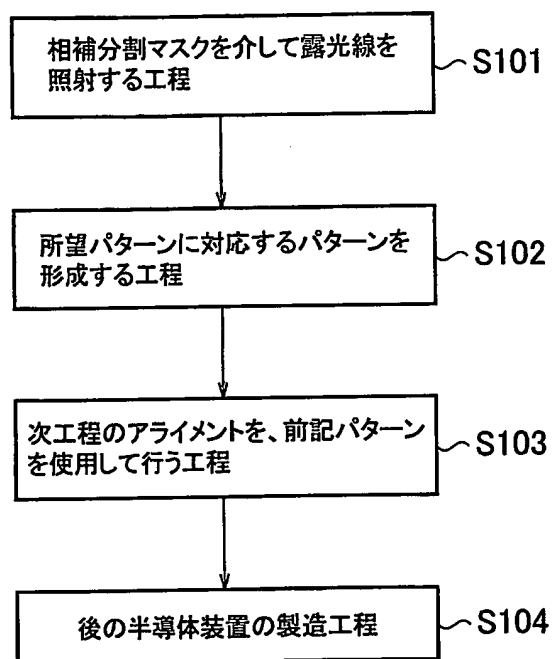 相補分割マスクを介して露光線を
照射する工程
S101
所望パターンに対応するパターンを
形成する工程
S102
次工程のアライメントを、前記パターン
を使用して行う工程
S103
後の半導体装置の製造工程
S104